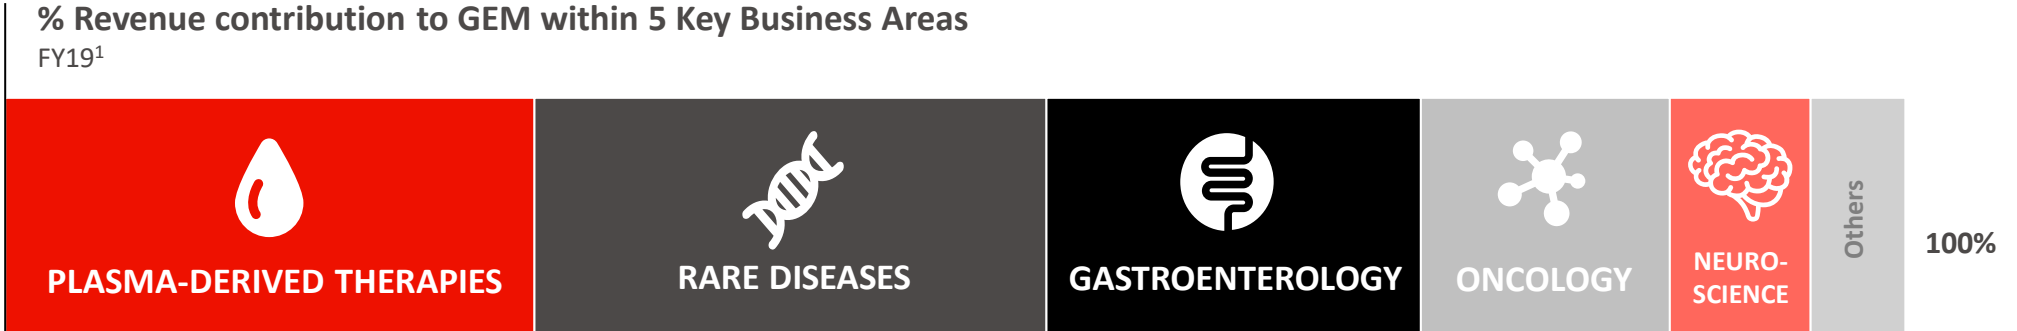 % Revenue contribution to GEM within 5 Key Business Areas
FY19¹
PLASMA-DERIVED THERAPIES
RARE DISEASES
GASTROENTEROLOGY
ONCOLOGY
NEURO-
SCIENCE
Others
100%